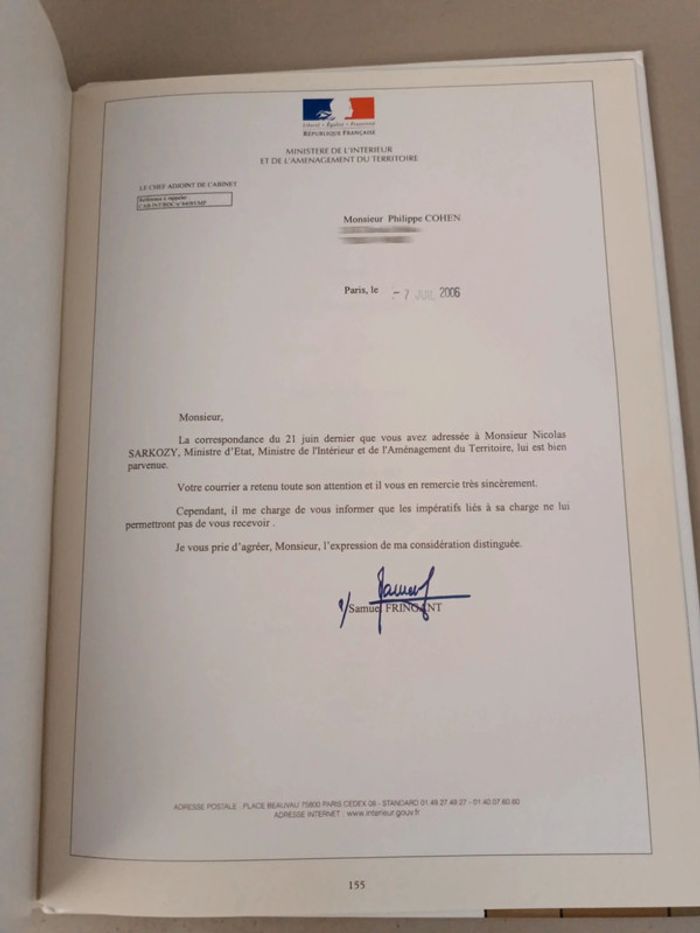 Liberté • Égalité • Fraternité
RÉPUBLIQUE FRANÇAISE
MINISTERE DE L'INTERIEUR
ET DE L'AMENAGEMENT DU TERRITOIRE
LE CHEF ADJOINT DE CABINET
Référence à rappeler :
Monsieur Philippe COHEN
Paris, le - 7 JUIL 2006
Monsieur,
La correspondance du 21 juin dernier que vous avez adressée à Monsieur Nicolas
SARKOZY, Ministre d'Etat, Ministre de l'Intérieur et de l'Aménagement du Territoire, lui est bien
parvenue.
Votre courrier a retenu toute son attention et il vous en remercie très sincèrement.
Cependant, il me charge de vous informer que les impératifs liés à sa charge ne lui
permettront pas de vous recevoir .
Je vous prie d'agréer, Monsieur, l'expression de ma considération distinguée.
Samuel FRINGANT
ADRESSE POSTALE : PLACE BEAUVAU 75800 PARIS CEDEX 08 - STANDARD 01.49.27.49.27 - 01.40.07.60.60
ADRESSE INTERNET : www.interieur.gouv.fr
155